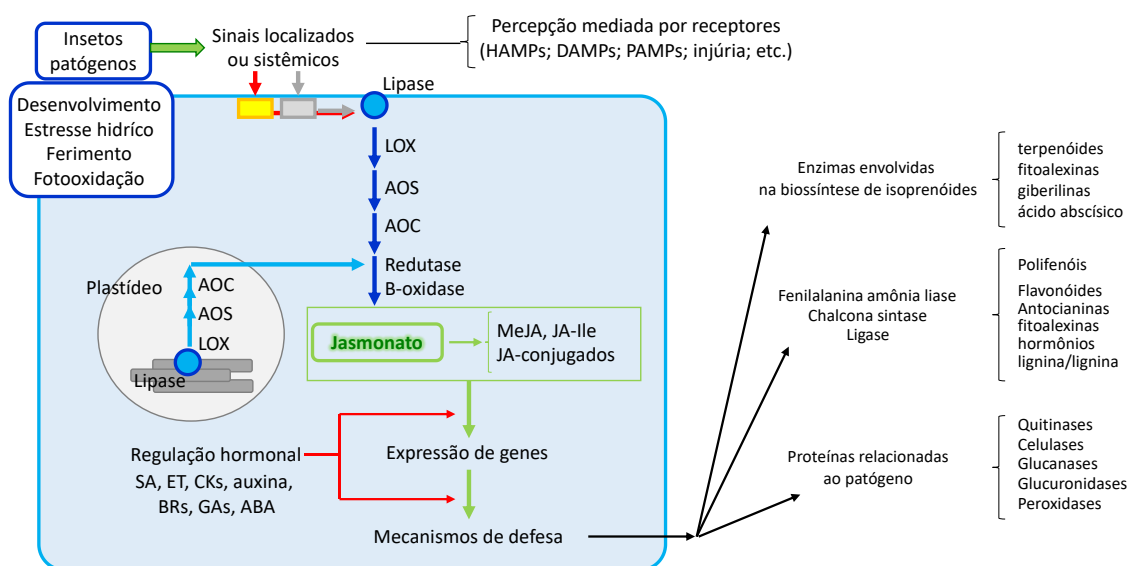 Insetos
patógenos
Sinais localizados
ou sistêmicos
Percepção mediada por receptores
(HAMPs; DAMPs; PAMPs; injúria; etc.)
Desenvolvimento
Estresse hidríco
Ferimento
Fotooxidação
Lipase
LOX
AOS
AOC
Redutase
B-oxidase
Plastídeo
AOC
AOS
LOX
Lipase
Jasmonato
MeJA, JA-Ile
JA-conjugados
Regulação hormonal
SA, ET, CKs, auxina,
BRs, GAs, ABA
Expressão de genes
Mecanismos de defesa
Enzimas envolvidas
na biossíntese de isoprenóides
terpenóides
fitoalexinas
giberilinas
ácido abscísico
Fenilalanina amônia liase
Chalcona sintase
Ligase
Polifenóis
Flavonóides
Antocianinas
fitoalexinas
hormônios
lignina/lignina
Proteínas relacionadas
ao patógeno
Quitinases
Celulases
Glucanases
Glucuronidases
Peroxidases